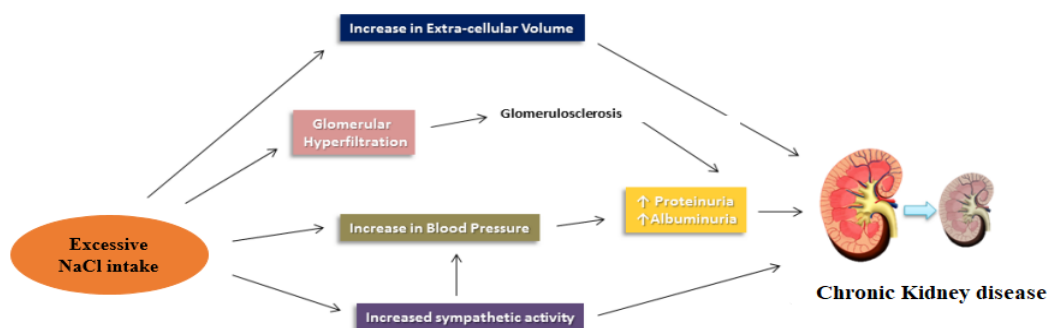 Increase in Extra-cellular Volume
Glomerular
Hyperfiltration
Glomerulosclerosis
↑ Proteinuria
↑Albuminuria
Excessive
NaCl intake
Increase in Blood Pressure
Chronic Kidney disease
Increased sympathetic activity